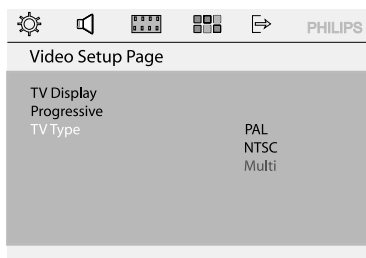 PHILIPS
Video Setup Page
TV Display
Progressive
TV Type
PAL
NTSC
Multi